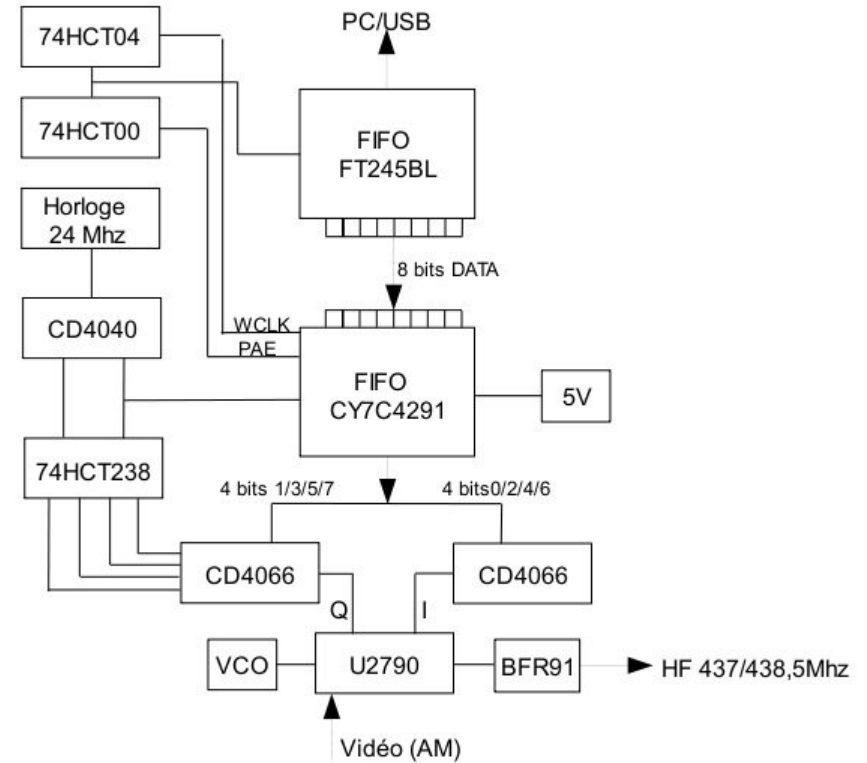 PC/USB
74HCT04
74HCT00
FIFO
FT245BL
Horloge
24 Mhz
8 bits DATA
CD4040
WCLK
PAE
FIFO
CY7C4291
5V
74HCT238
4 bits 1/3/5/7
4 bits0/2/4/6
CD4066
CD4066
Q
I
VCO
U2790
BFR91
HF 437/438,5Mhz
Vidéo (AM)